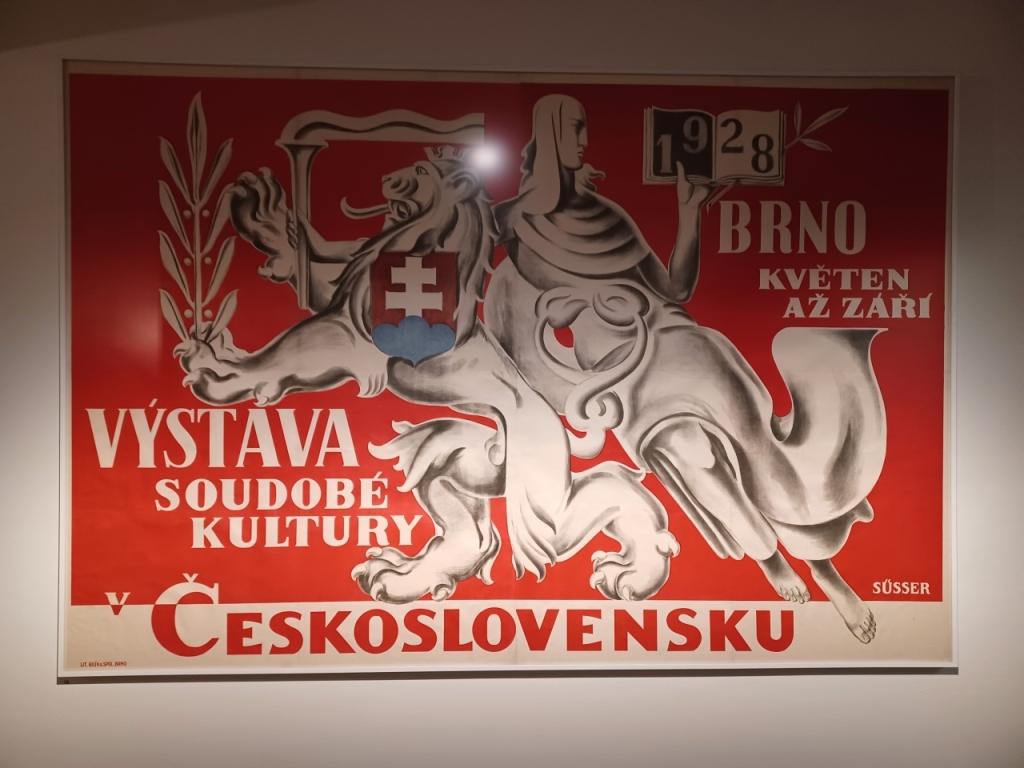 1928
BRNO
KVĚTEN
AŽ ZÁŘÍ
VÝSTAVA
SOUDOBÉ
KULTURY
V ČESKOSLOVENSKU
SÜSSER